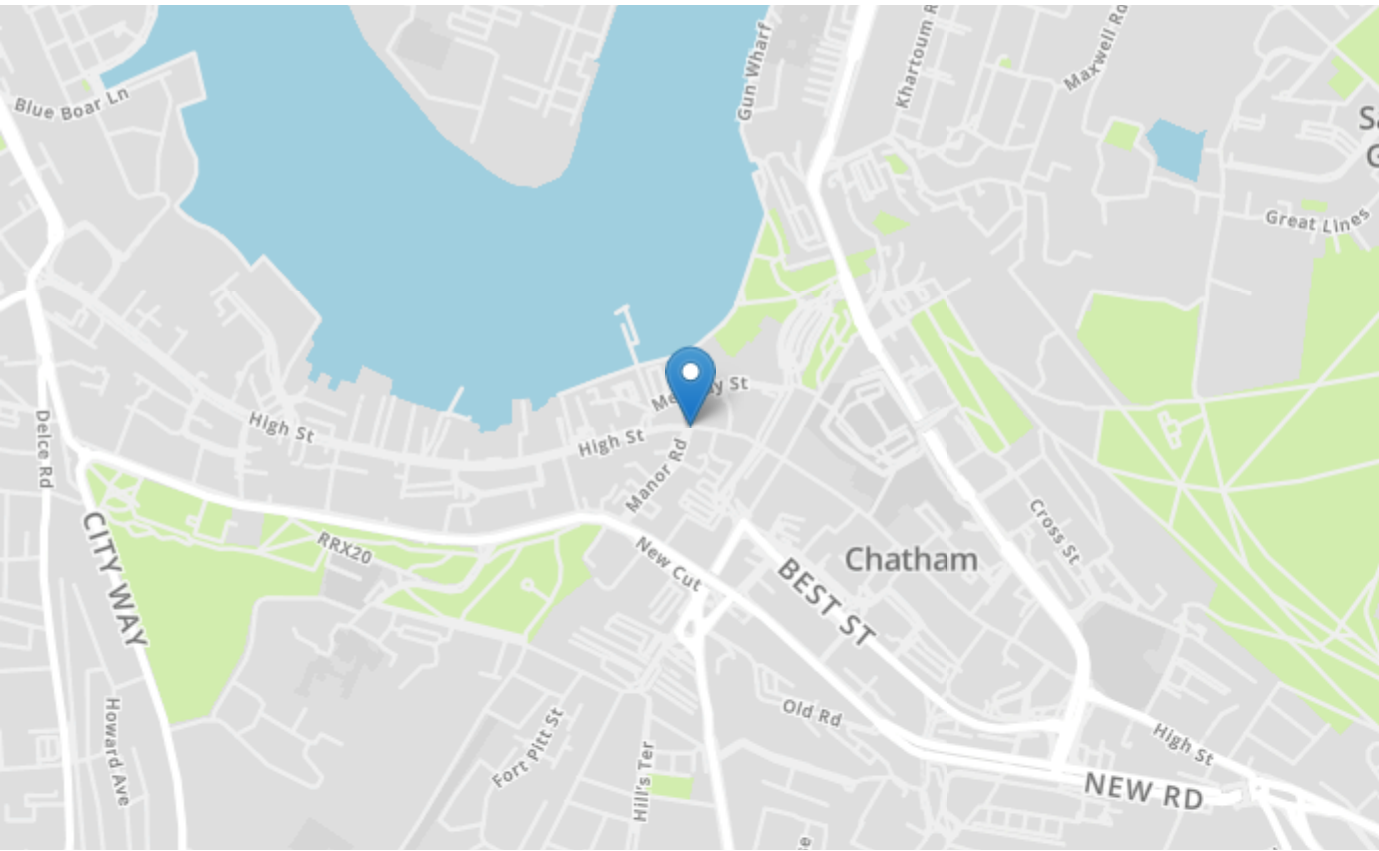 Gun Wharf
Khartoum R
Maxwell Rd
Blue Boar Ln
Great Lines
High St
Delce Rd
High St
Manor Rd
CITY WAY
RRX20
New Cut
BEST ST
Chatham
Cross St
Howard Ave
Fort Pitt St
Hill's Ter
Old Rd
High St
NEW RD